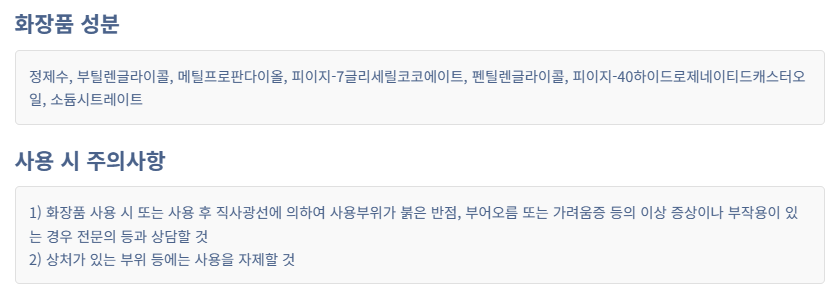 화장품 성분
정제수, 부틸렌글라이콜, 메틸프로판다이올, 피이지-7글리세릴코코에이트, 펜틸렌글라이콜, 피이지-40하이드로제네이티드캐스터오
일, 소듐시트레이트
사용 시 주의사항
1) 화장품 사용 시 또는 사용 후 직사광선에 의하여 사용부위가 붉은 반점, 부어오름 또는 가려움증 등의 이상 증상이나 부작용이 있
는 경우 전문의 등과 상담할 것
2) 상처가 있는 부위 등에는 사용을 자제할 것